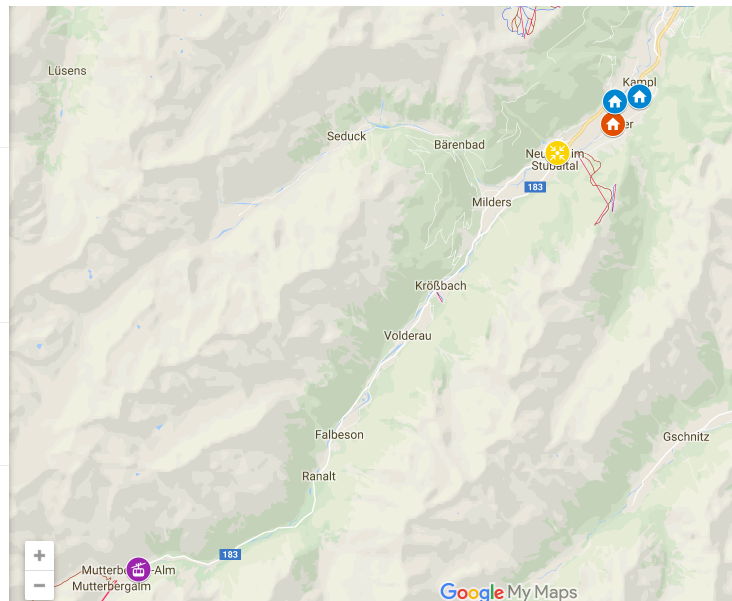 Lüsens
Kampl
Seduck
Bärenbad
Stubaital
183
Milders
Krößbach
Volderau
Falbeson
Gschnitz
Ranalt
183
Mutterbergalm
+
−
Google My Maps